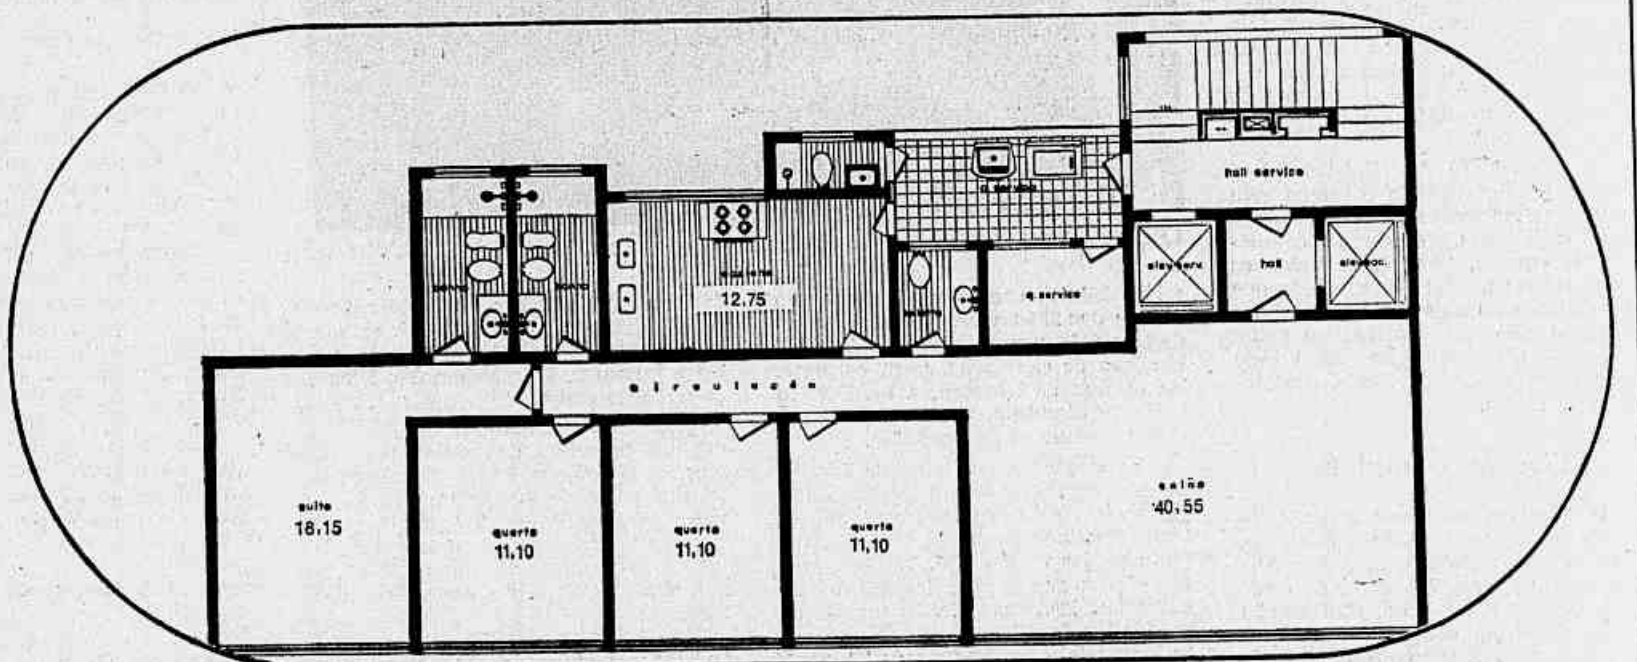 hall service
elev serv.
hall
elev soc.
q. service
12,75
circulação
suite
18,15
quarto
11,10
quarto
11,10
quarto
11,10
salão
40,55